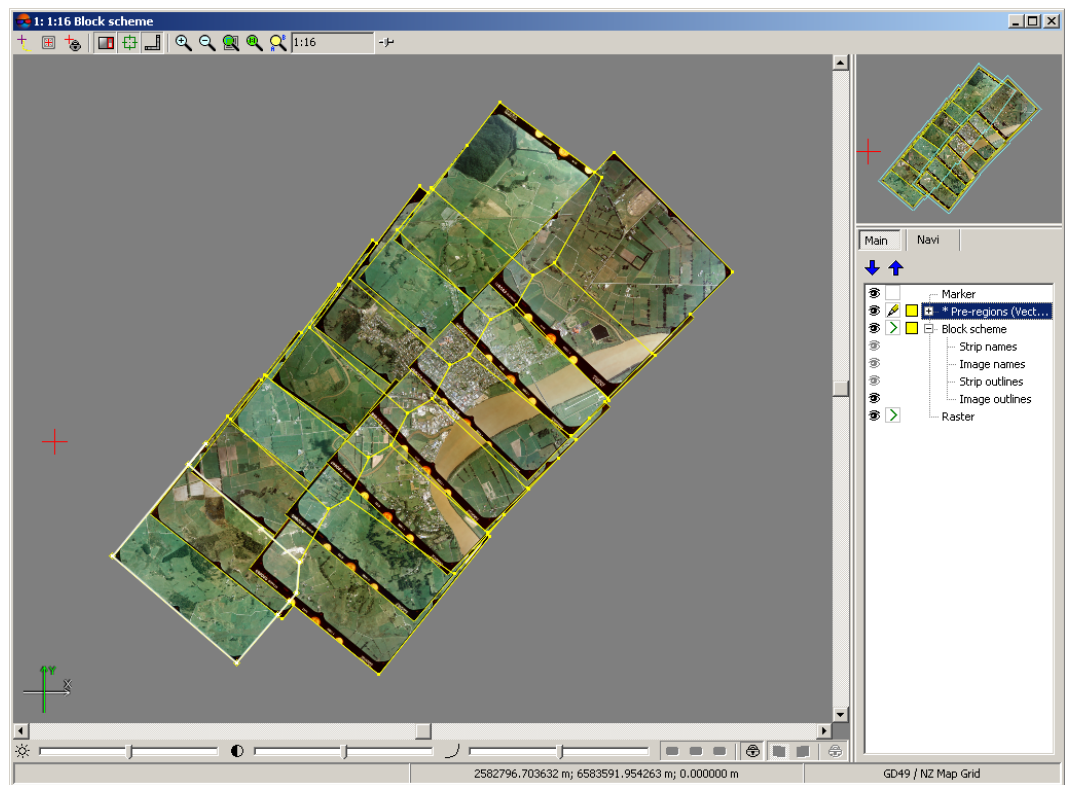 1: 1:16 Block scheme
1:16
Main
Navi
Marker
* Pre-regions (Vect...
Block scheme
Strip names
Image names
Strip outlines
Image outlines
Raster
Y
X
2582796.703632 m; 6583591.954263 m; 0.000000 m
GD49 / NZ Map Grid